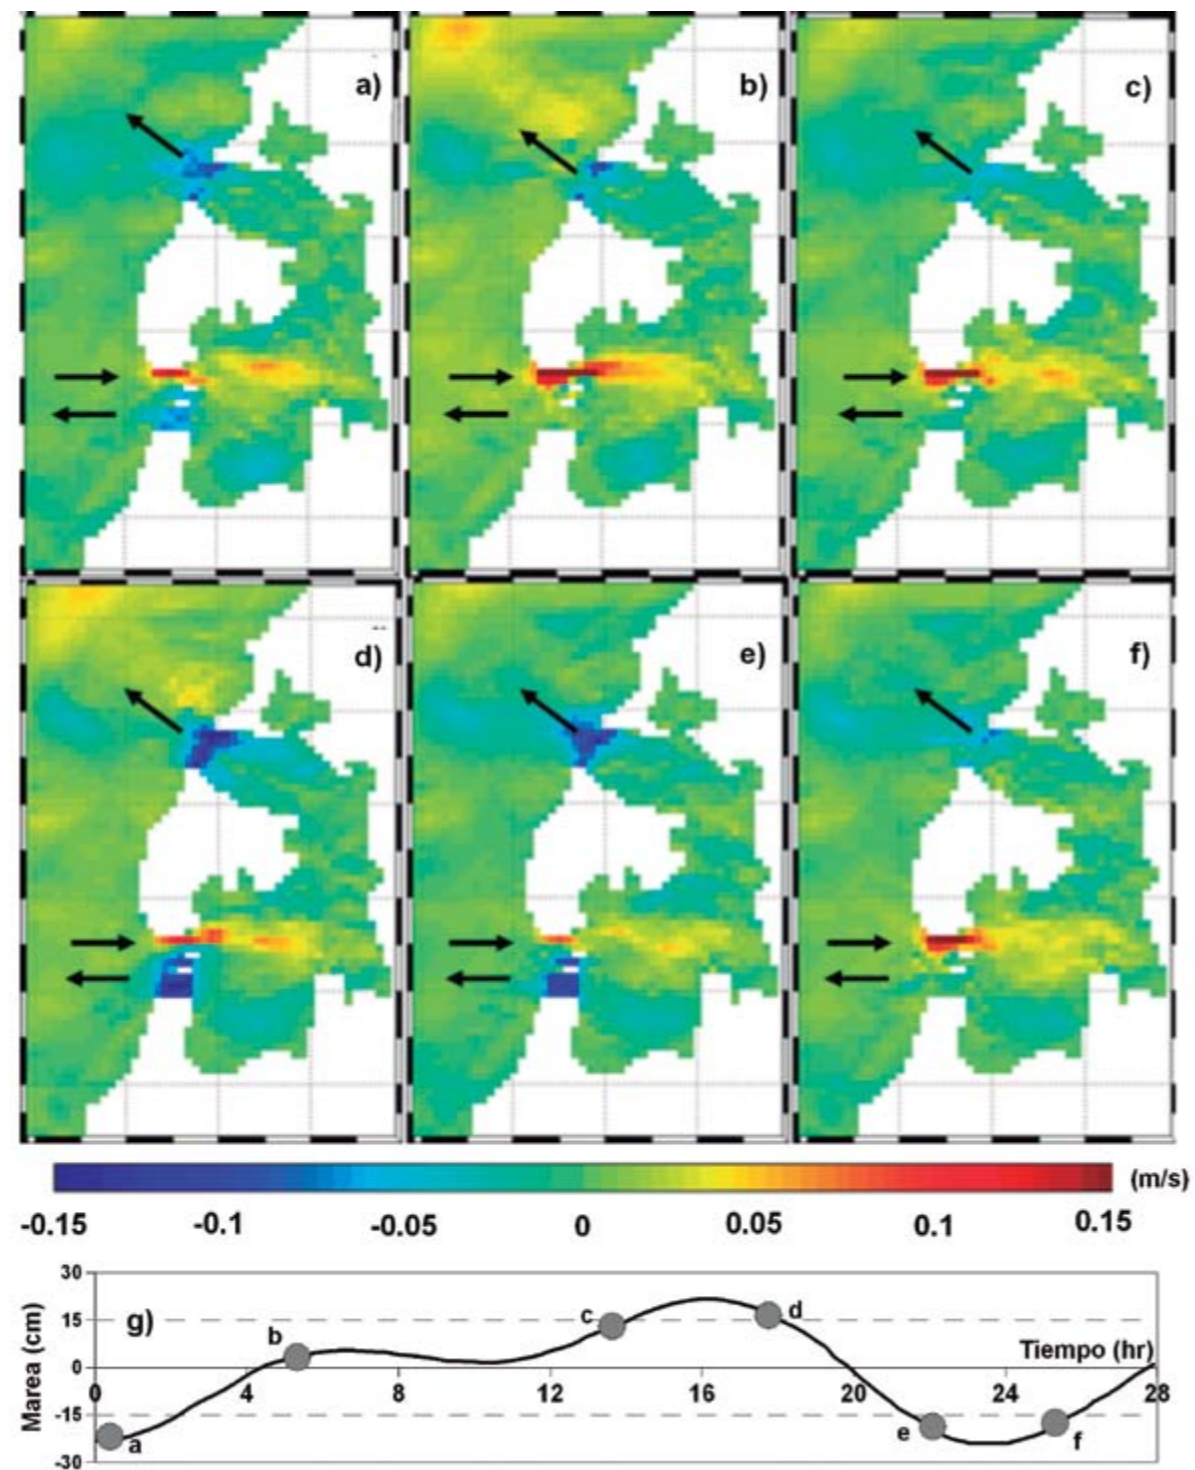 a)
b)
c)
d)
e)
f)
(m/s)
-0.15 -0.1 -0.05 0 0.05 0.1 0.15
30
g)
15
c
d
b
Marea (cm)
Tiempo (hr)
0
0 4 8 12 16 20 24 28
-15
a
e
f
-30